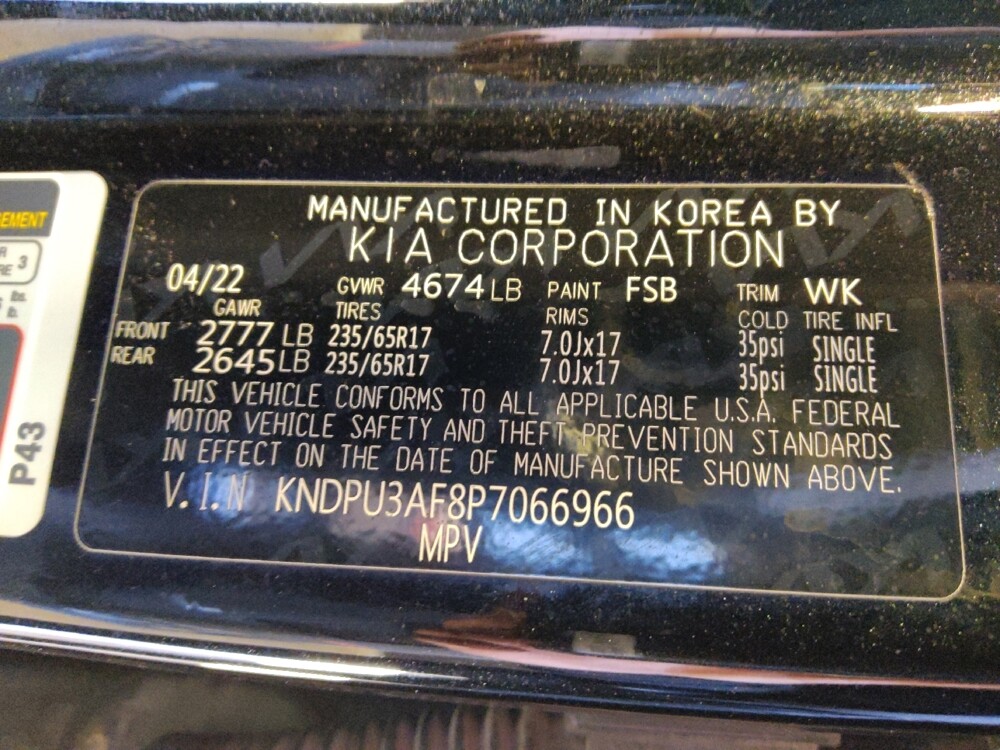 MANUFACTURED IN KOREA BY
KIA CORPORATION
04/22 GVWR 4674 LB PAINT FSB TRIM WK
GAWR TIRES RIMS COLD TIRE INFL
FRONT 2777 LB 235/65R17 7.0Jx17 35psi SINGLE
REAR 2645 LB 235/65R17 7.0Jx17 35psi SINGLE
THIS VEHICLE CONFORMS TO ALL APPLICABLE U.S.A. FEDERAL
MOTOR VEHICLE SAFETY AND THEFT PREVENTION STANDARDS
IN EFFECT ON THE DATE OF MANUFACTURE SHOWN ABOVE.
V.I.N KNDPU3AF8P7066966
MPV
3
P43